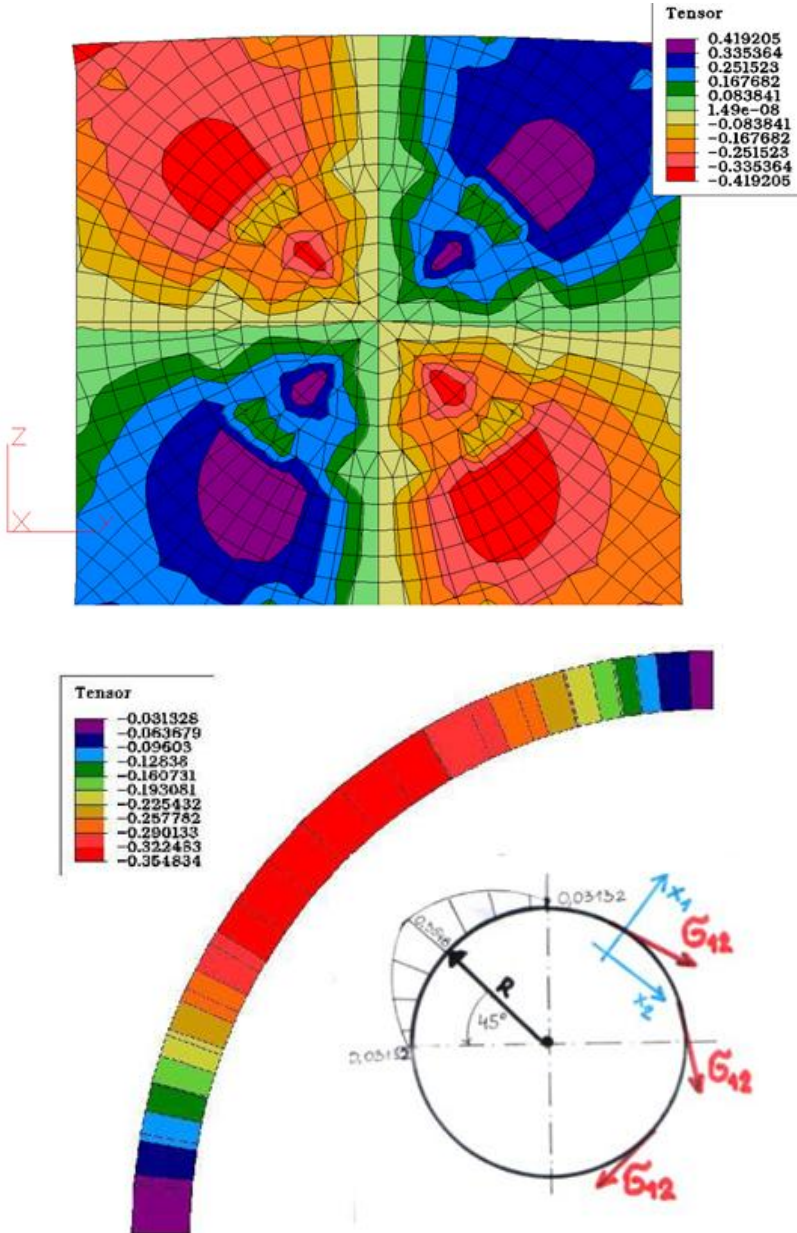 Tensor
0.419205
0.335364
0.251523
0.167682
0.083841
1.49e-08
-0.083841
-0.167682
-0.251523
-0.335364
-0.419205
Z
X
Y
Tensor
-0.031328
-0.063679
-0.09603
-0.12838
-0.160731
-0.193081
-0.225432
-0.257782
-0.290133
-0.322483
-0.354834
0,03132
x1
σ12
R
x2
45°
0,03132
σ12
σ12